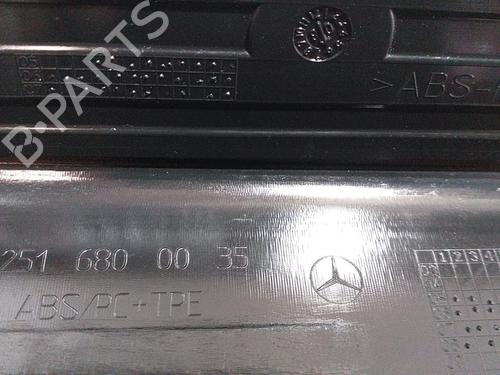 B-PARTS
>ABS-
251 680 00 35
ABS/PC+TPE
1 2 3 4